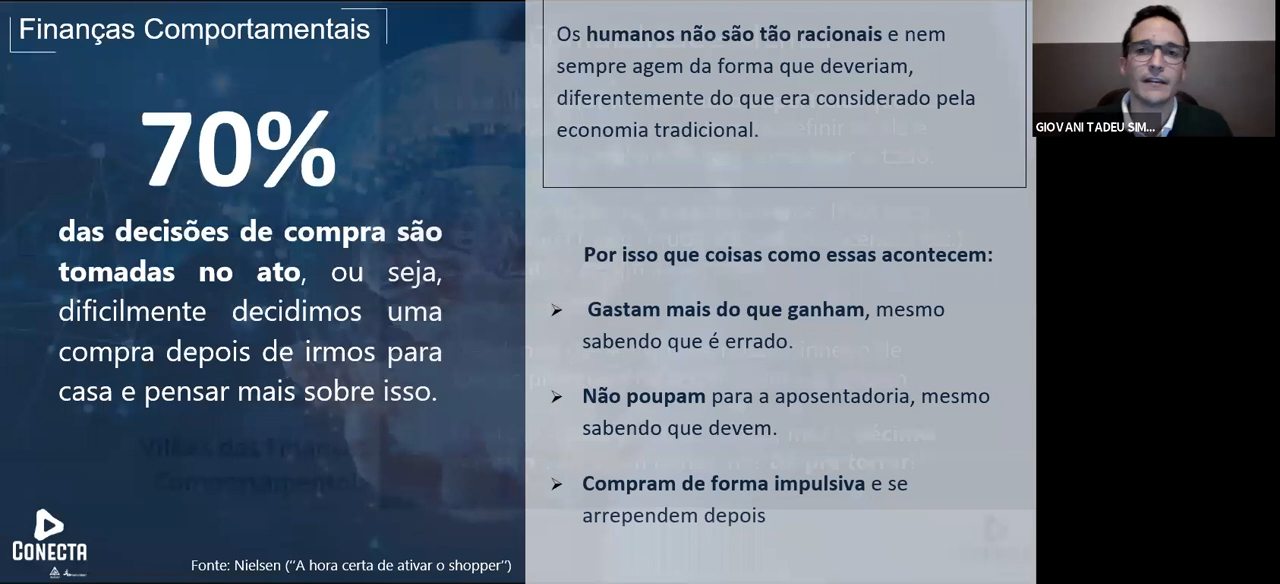 Finanças Comportamentais
70%
das decisões de compra são
tomadas no ato, ou seja,
dificilmente decidimos uma
compra depois de irmos para
casa e pensar mais sobre isso.
CONECTA
Fonte: Nielsen (“A hora certa de ativar o shopper”)
Os humanos não são tão racionais e nem
sempre agem da forma que deveriam,
diferentemente do que era considerado pela
economia tradicional.
Por isso que coisas como essas acontecem:
Gastam mais do que ganham, mesmo
sabendo que é errado.
Não poupam para a aposentadoria, mesmo
sabendo que devem.
Compram de forma impulsiva e se
arrependem depois
GIOVANI TADEU SIM...